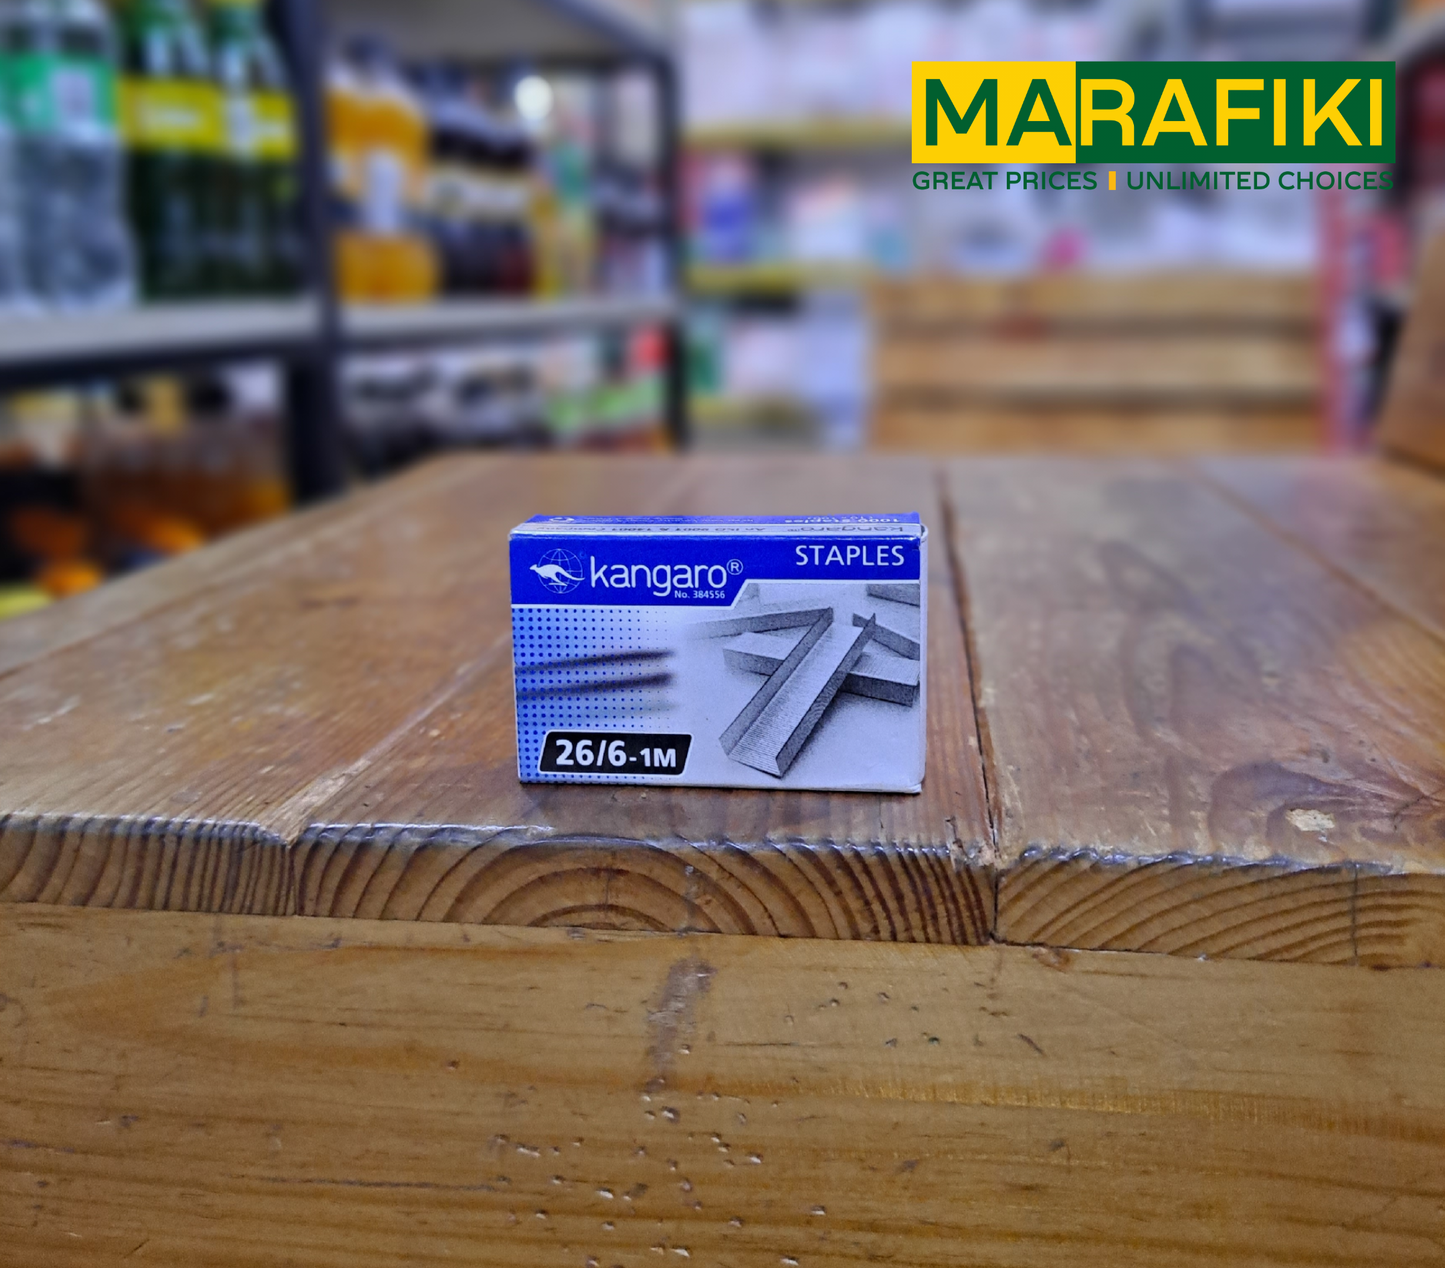 MARAFIKI
GREAT PRICES | UNLIMITED CHOICES
kangaro®
No. 384556
STAPLES
26/6-1M